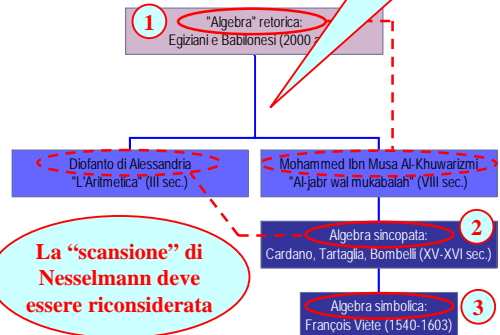 1
"Algebra" retorica:
Egiziani e Babilonesi (2000 a
Diofanto di Alessandria
"L'Aritmetica" (III sec.)
Mohammed Ibn Musa Al-Khuwarizmi
"Al-jabr wal mukabalah" (VIII sec.)
2
Algebra sincopata:
Cardano, Tartaglia, Bombelli (XV-XVI sec.)
La “scansione” di
Nesselmann deve
essere riconsiderata
3
Algebra simbolica:
François Viète (1540-1603)